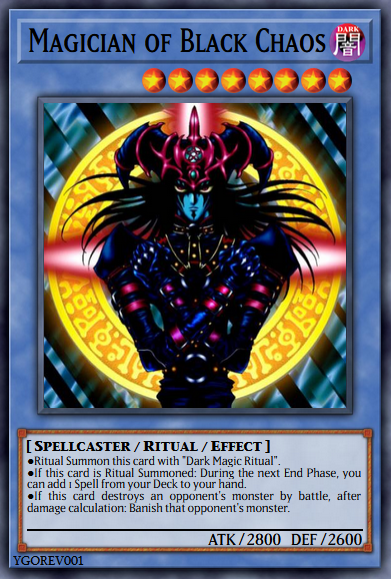 Magician of Black Chaos
DARK
闇
[ Spellcaster / Ritual / Effect ]
●Ritual Summon this card with "Dark Magic Ritual".
●If this card is Ritual Summoned: During the next End Phase, you
can add 1 Spell from your Deck to your hand.
●If this card destroys an opponent's monster by battle, after
damage calculation: Banish that opponent's monster.
ATK / 2800 DEF / 2600
YGOREV001